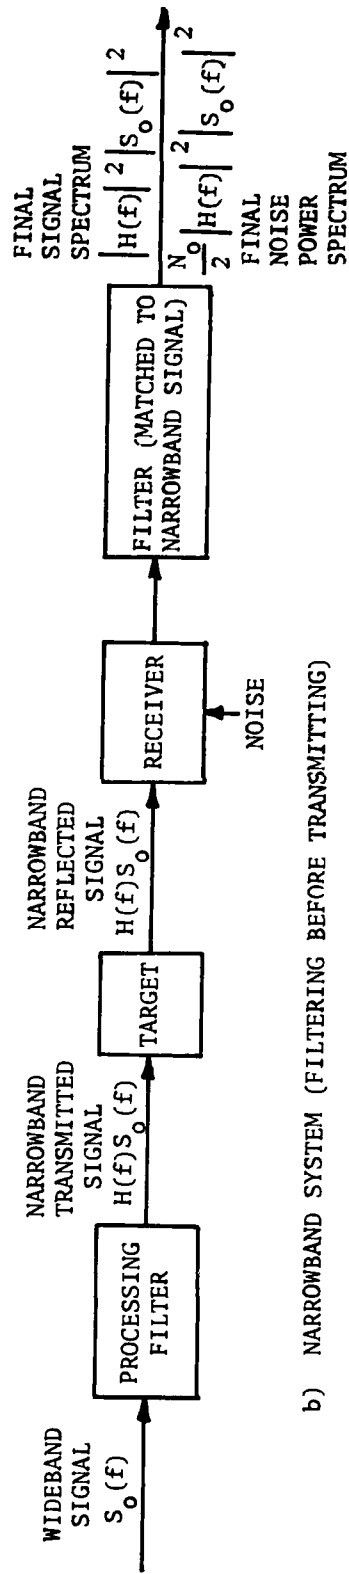 WIDEBAND
SIGNAL
S₀(f)
PROCESSING
FILTER
NARROWBAND
TRANSMITTED
SIGNAL
H(f)S₀(f)
TARGET
NARROWBAND
REFLECTED
SIGNAL
H(f)S₀(f)
RECEIVER
NOISE
FILTER (MATCHED TO
NARROWBAND SIGNAL)
FINAL
SIGNAL
SPECTRUM
|H(f)|²|S₀(f)|²
N₀/2 |H(f)|²|S₀(f)|²
FINAL
NOISE
POWER
SPECTRUM
b) NARROWBAND SYSTEM (FILTERING BEFORE TRANSMITTING)